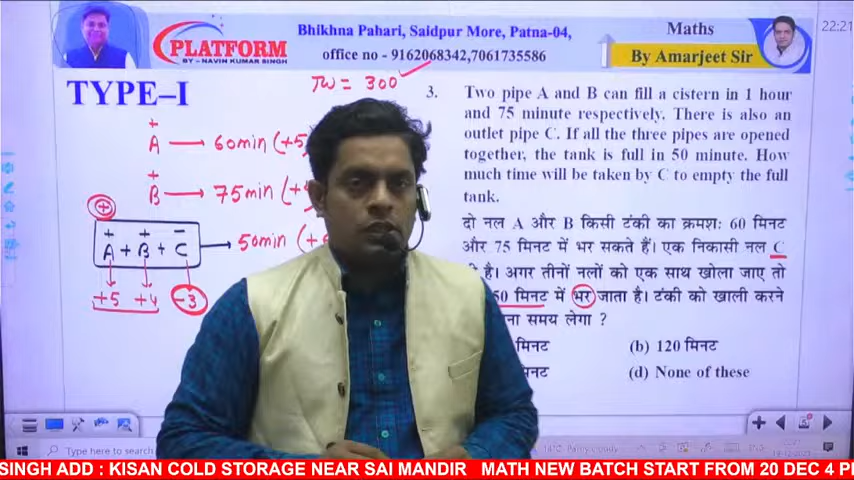 Bhikhna Pahari, Saidpur More, Patna-04,
office no - 9162068342,7061735586
PLATFORM
BY - NAVIN KUMAR SINGH
Maths
By Amarjeet Sir
22:21
TYPE–I
TW = 300
A → 60min (+5
B → 75min (+
+
+
+
+ + −
A + B + C → 50min (+
+5 +4 −3
3. Two pipe A and B can fill a cistern in 1 hour
and 75 minute respectively. There is also an
outlet pipe C. If all the three pipes are opened
together, the tank is full in 50 minute. How
much time will be taken by C to empty the full
tank.
दो नल A और B किसी टंकी का क्रमशः 60 मिनट
और 75 मिनट में भर सकते हैं। एक निकासी नल C
है। अगर तीनों नलों को एक साथ खोला जाए तो
50 मिनट में भर जाता है। टंकी को खाली करने
समय लेगा ?
मिनट (b) 120 मिनट
(d) None of these
Type here to search
SINGH ADD : KISAN COLD STORAGE NEAR SAI MANDIR MATH NEW BATCH START FROM 20 DEC 4 P